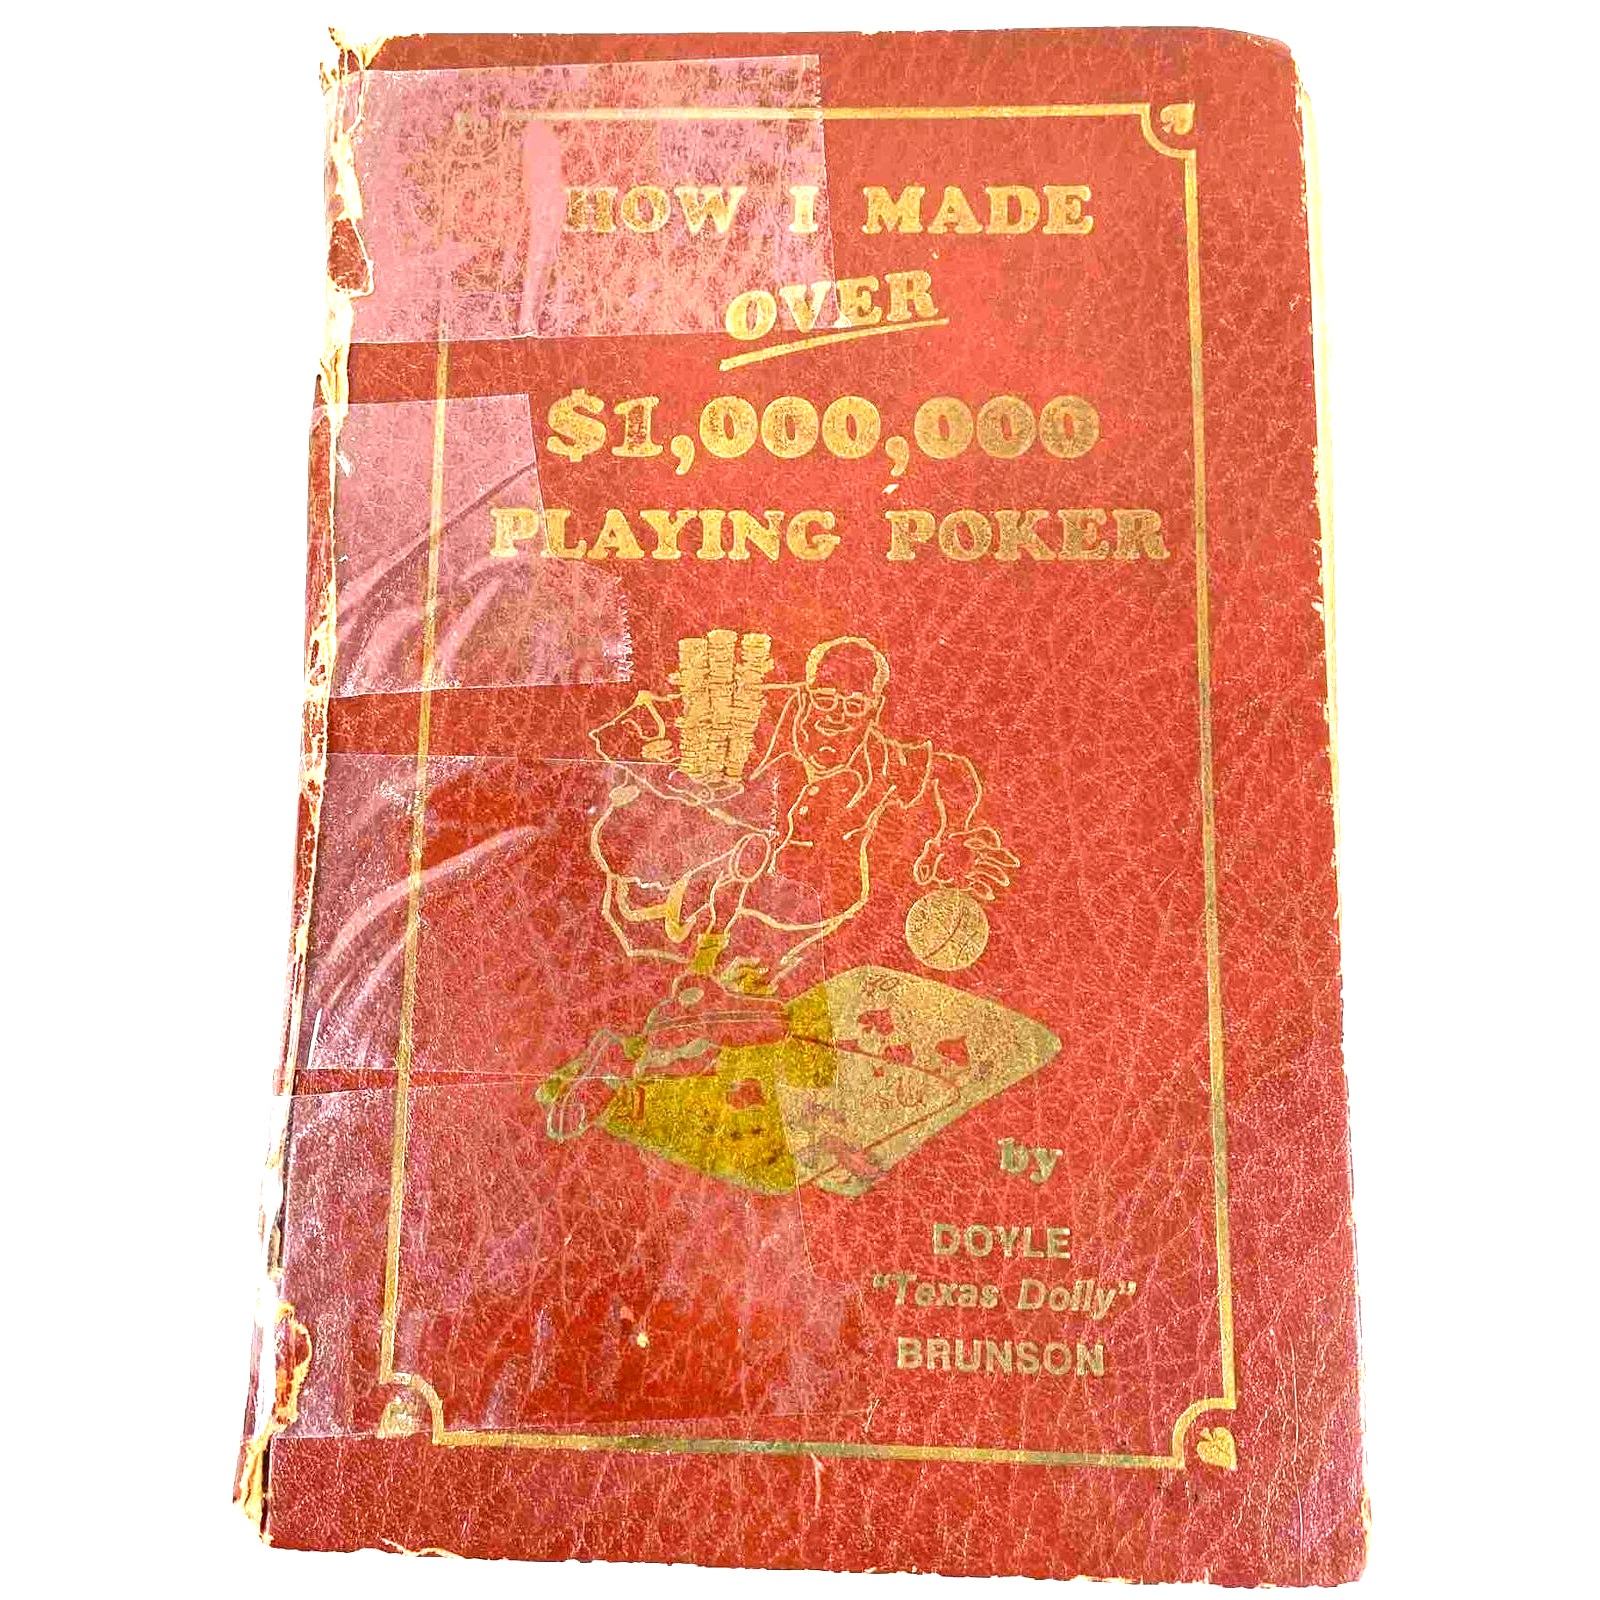 HOW I MADE
OVER
$1,000,000
PLAYING POKER
by
DOYLE
"Texas Dolly"
BRUNSON